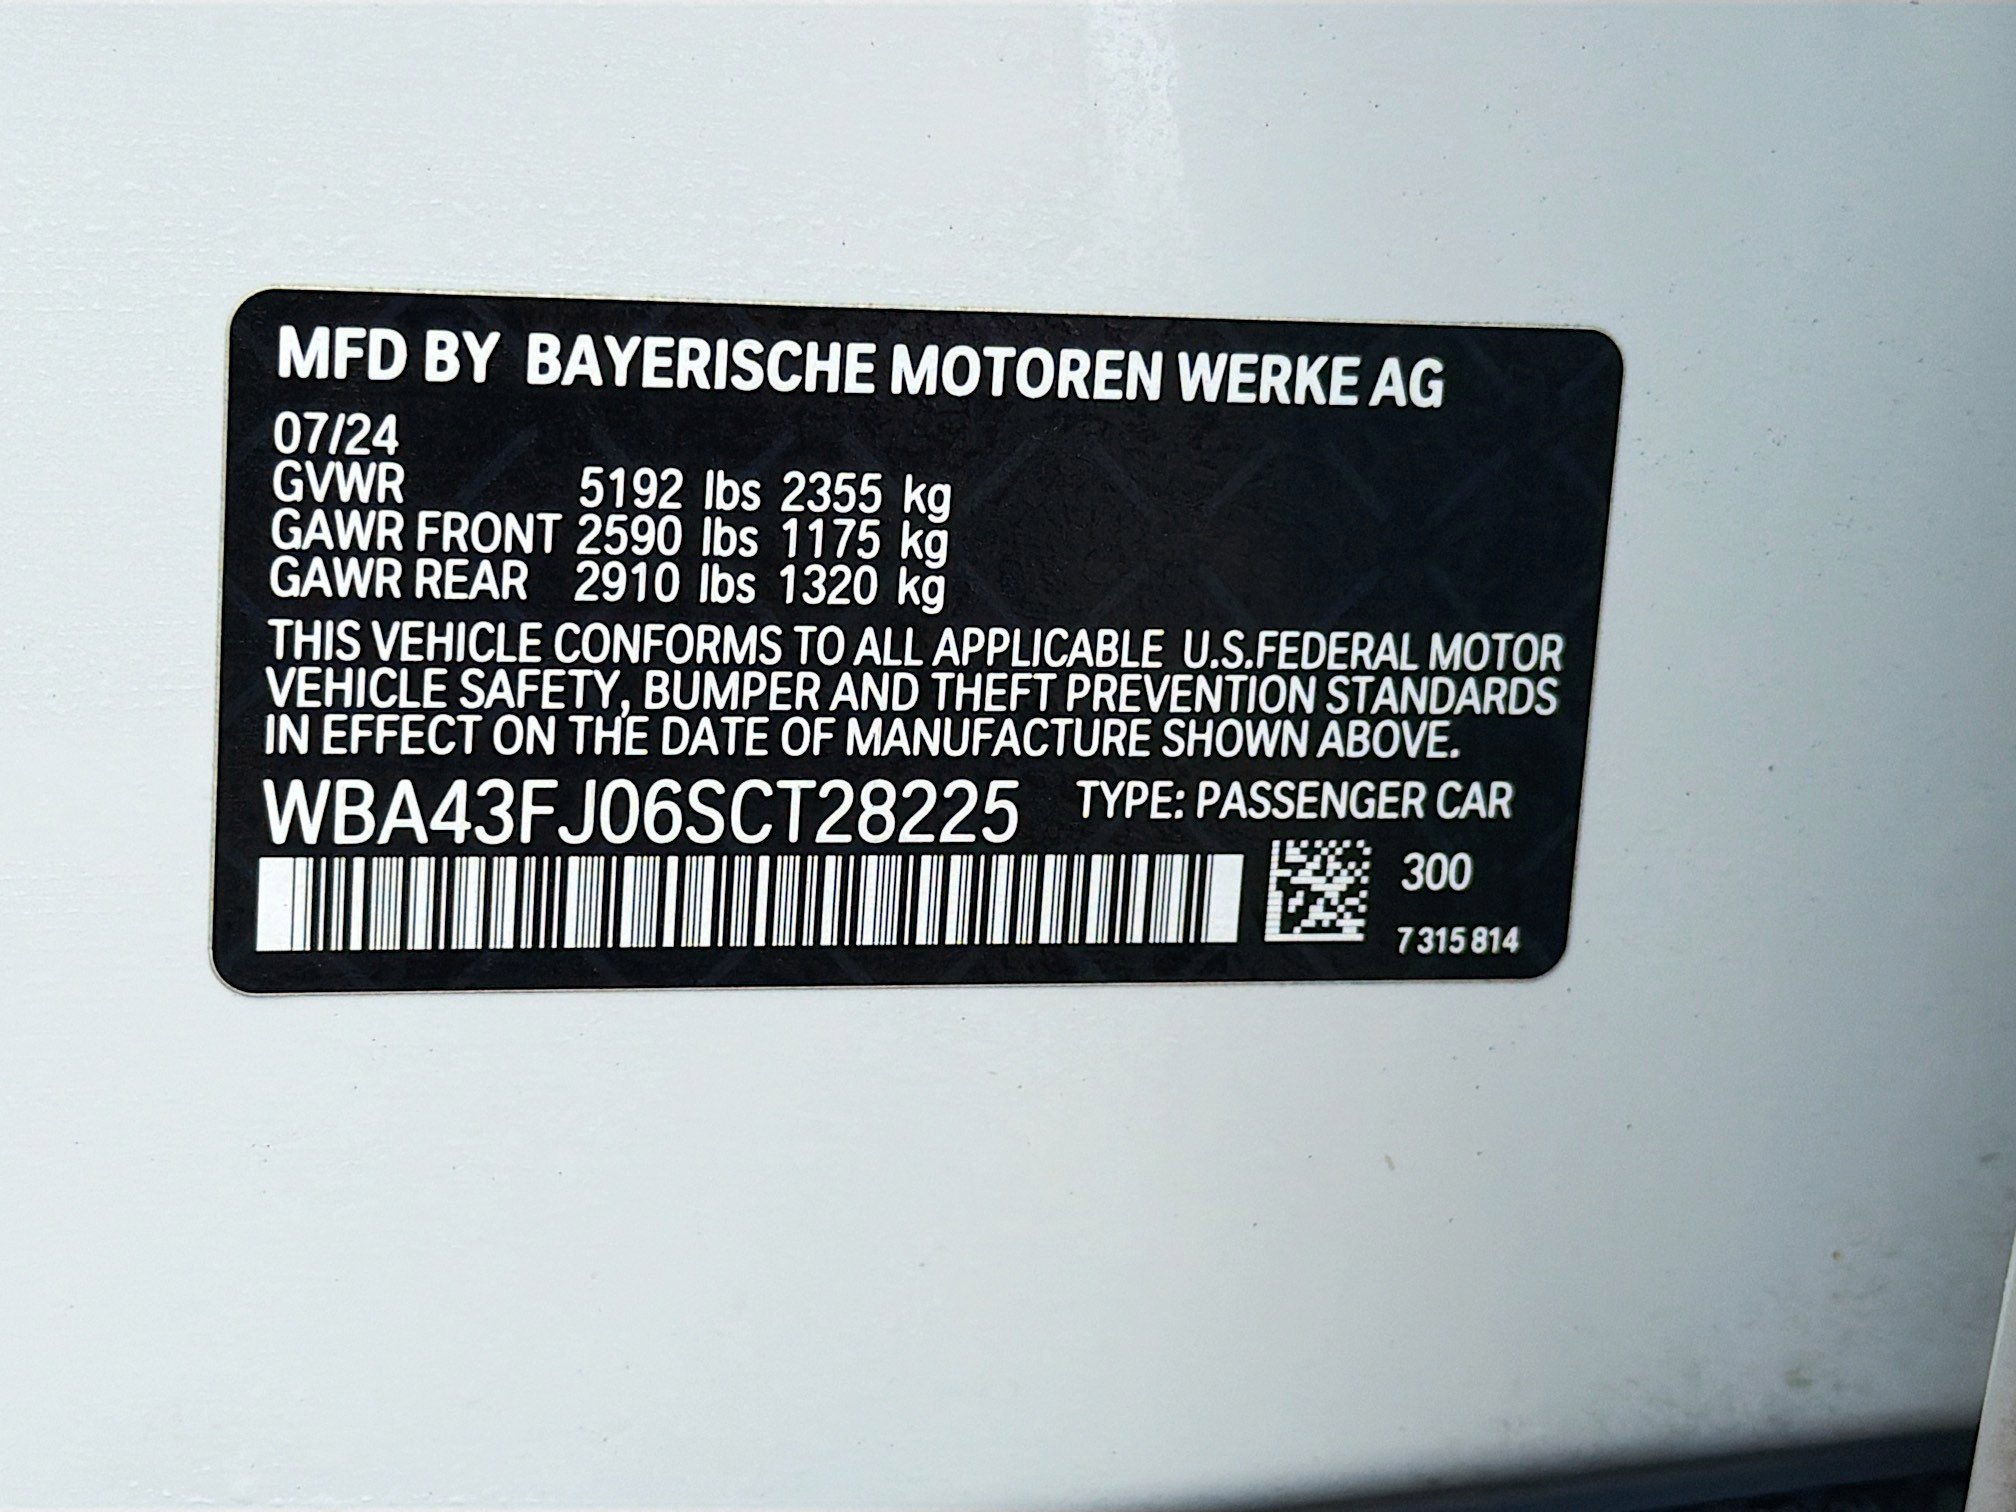 MFD BY BAYERISCHE MOTOREN WERKE AG
07/24
GVWR 5192 lbs 2355 kg
GAWR FRONT 2590 lbs 1175 kg
GAWR REAR 2910 lbs 1320 kg
THIS VEHICLE CONFORMS TO ALL APPLICABLE U.S.FEDERAL MOTOR
VEHICLE SAFETY, BUMPER AND THEFT PREVENTION STANDARDS
IN EFFECT ON THE DATE OF MANUFACTURE SHOWN ABOVE.
WBA43FJ06SCT28225 TYPE: PASSENGER CAR
300
7 315 814